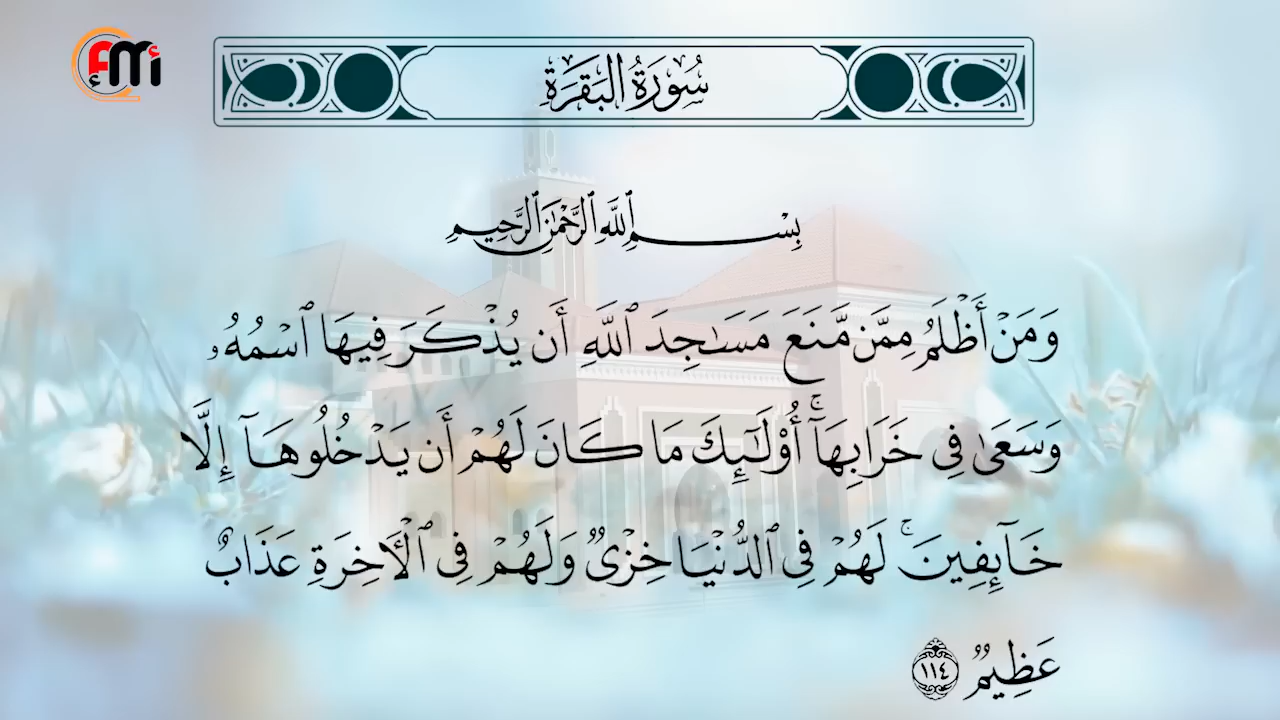 سُورَةُ البَقَرَةِ
بِسْمِ ٱللَّهِ ٱلرَّحْمَٰنِ ٱلرَّحِيمِ
وَمَنْ أَظْلَمُ مِمَّن مَّنَعَ مَسَٰجِدَ ٱللَّهِ أَن يُذْكَرَ فِيهَا ٱسْمُهُۥ
وَسَعَىٰ فِى خَرَابِهَآ ۚ أُو۟لَٰٓئِكَ مَا كَانَ لَهُمْ أَن يَدْخُلُوهَآ إِلَّا
خَآئِفِينَ ۚ لَهُمْ فِى ٱلدُّنْيَا خِزْىٌ وَلَهُمْ فِى ٱلْأَخِرَةِ عَذَابٌ
عَظِيمٌ ١١٤